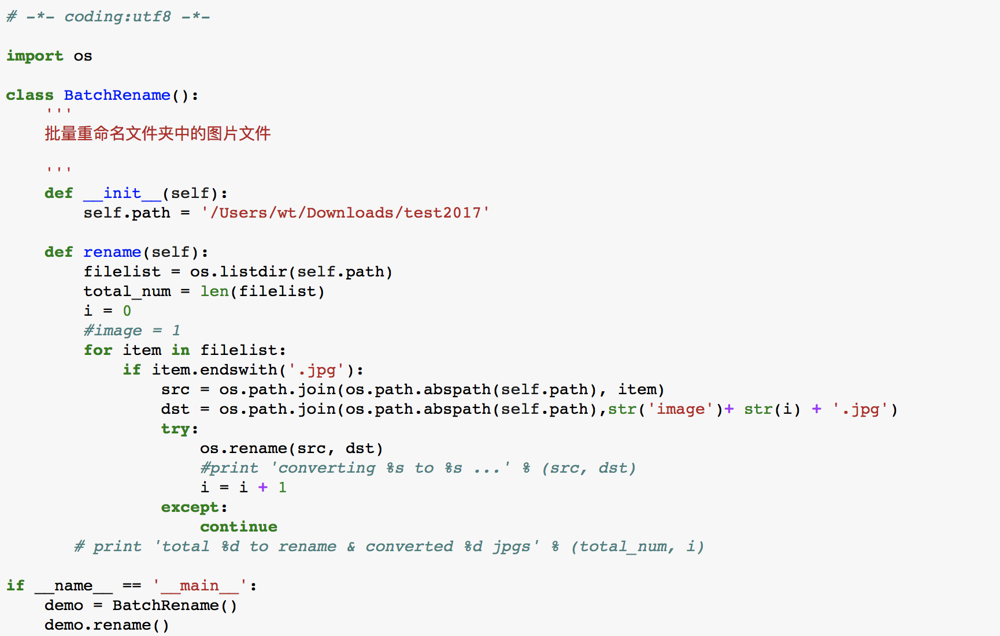 # -*- coding:utf8 -*-
import os
class BatchRename():
    '''
    批量重命名文件夹中的图片文件
    '''
    def __init__(self):
        self.path = '/Users/wt/Downloads/test2017'
    def rename(self):
        filelist = os.listdir(self.path)
        total_num = len(filelist)
        i = 0
        #image = 1
        for item in filelist:
            if item.endswith('.jpg'):
                src = os.path.join(os.path.abspath(self.path), item)
                dst = os.path.join(os.path.abspath(self.path),str('image')+ str(i) + '.jpg')
                try:
                    os.rename(src, dst)
                    #print 'converting %s to %s ...' % (src, dst)
                    i = i + 1
                except:
                    continue
       # print 'total %d to rename & converted %d jpgs' % (total_num, i)
if __name__ == '__main__':
    demo = BatchRename()
    demo.rename()